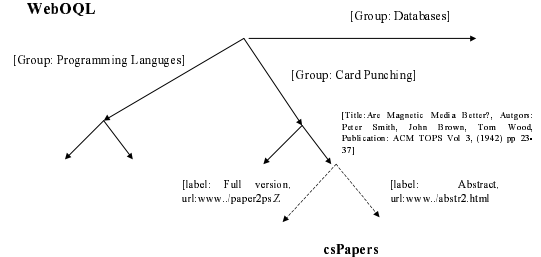 WebOQL
[Group: Databases]
[Group: Programming Languges]
[Group: Card Punching]
[Title:Are Magnetic Media Better?, Autgors:
Peter Smith, John Brown, Tom Wood,
Publication: ACM TOPS Vol 3, (1942) pp 23-
37]
[label: Full version,
url:www../paper2ps.Z.
[label: Abstract,
url:www../abstr2.html
csPapers